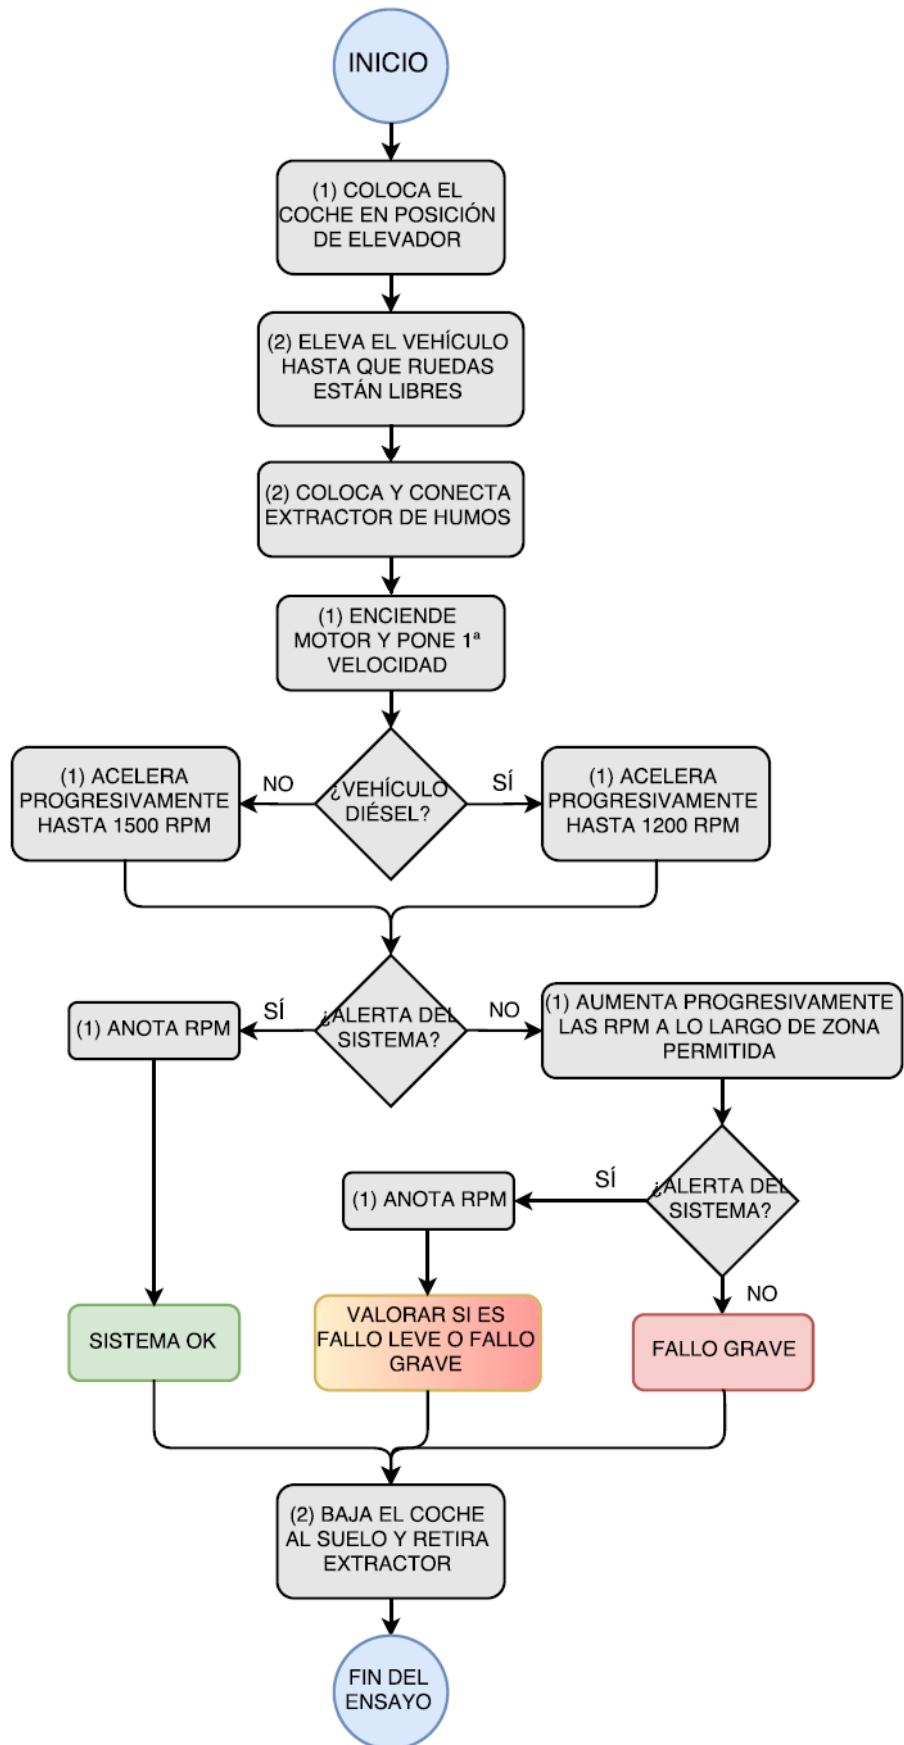 INICIO
(1) COLOCA EL
COCHE EN POSICIÓN
DE ELEVADOR
(2) ELEVA EL VEHÍCULO
HASTA QUE RUEDAS
ESTÁN LIBRES
(2) COLOCA Y CONECTA
EXTRACTOR DE HUMOS
(1) ENCIENDE
MOTOR Y PONE 1ª
VELOCIDAD
¿VEHÍCULO
DIÉSEL?
NO
SÍ
(1) ACELERA
PROGRESIVAMENTE
HASTA 1500 RPM
(1) ACELERA
PROGRESIVAMENTE
HASTA 1200 RPM
¿ALERTA DEL
SISTEMA?
SÍ
NO
(1) ANOTA RPM
(1) AUMENTA PROGRESIVAMENTE
LAS RPM A LO LARGO DE ZONA
PERMITIDA
¿ALERTA DEL
SISTEMA?
SÍ
NO
(1) ANOTA RPM
SISTEMA OK
VALORAR SI ES
FALLO LEVE O FALLO
GRAVE
FALLO GRAVE
(2) BAJA EL COCHE
AL SUELO Y RETIRA
EXTRACTOR
FIN DEL
ENSAYO